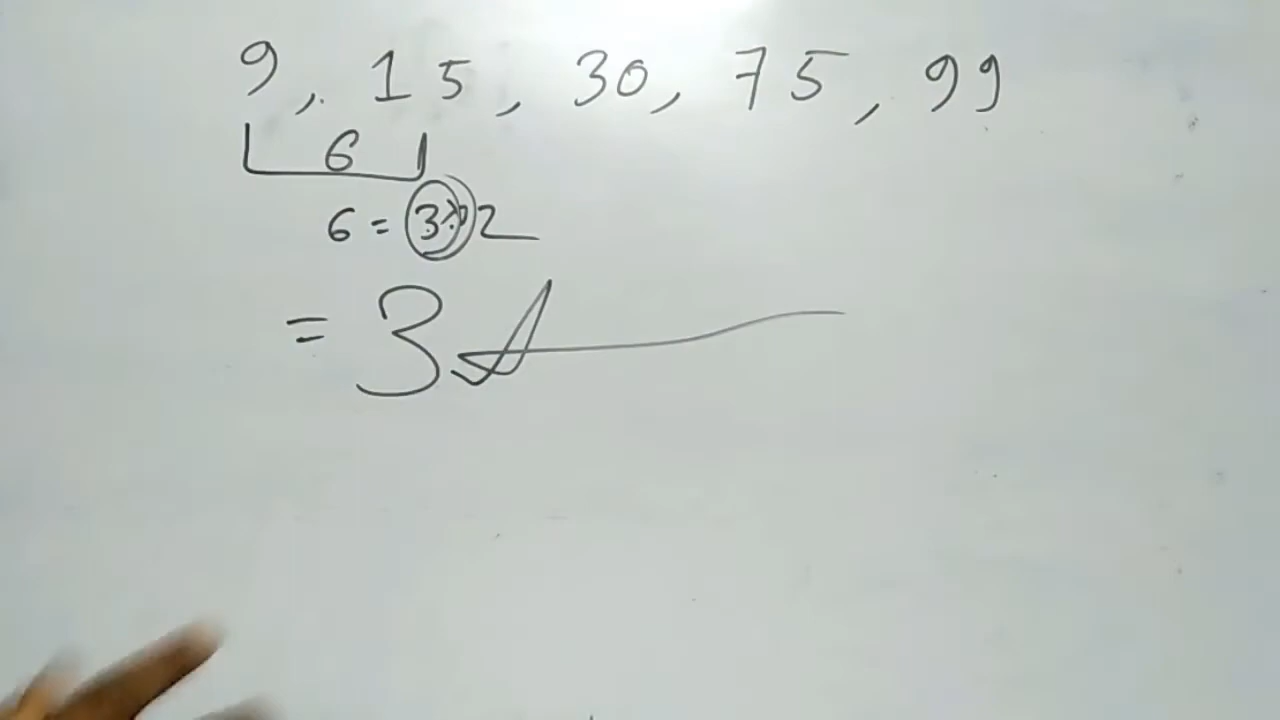 9, 15, 30, 75, 99
6
6 = 3×2
= 3